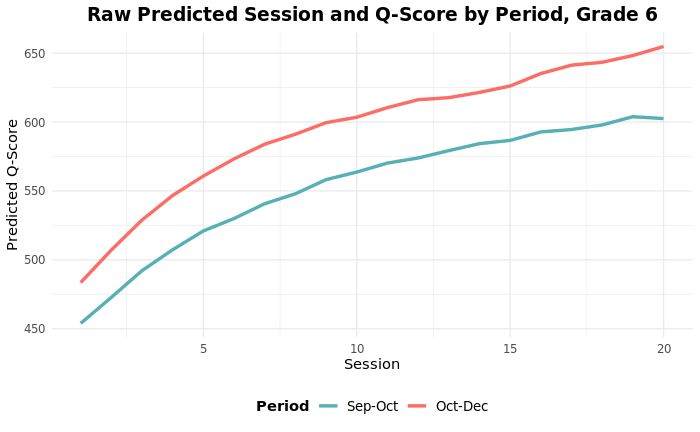 Raw Predicted Session and Q-Score by Period, Grade 6
Predicted Q-Score
650
600
550
500
450
5 10 15 20
Session
Period Sep-Oct Oct-Dec